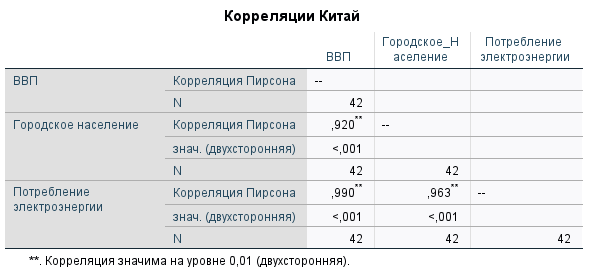 Корреляции Китай
ВВП Городское_Н аселение Потребление электроэнергии
ВВП Корреляция Пирсона --
N 42
Городское население Корреляция Пирсона ,920** --
знач. (двухсторонняя) <,001
N 42 42
Потребление электроэнергии Корреляция Пирсона ,990** ,963** --
знач. (двухсторонняя) <,001 <,001
N 42 42 42
**. Корреляция значима на уровне 0,01 (двухсторонняя).